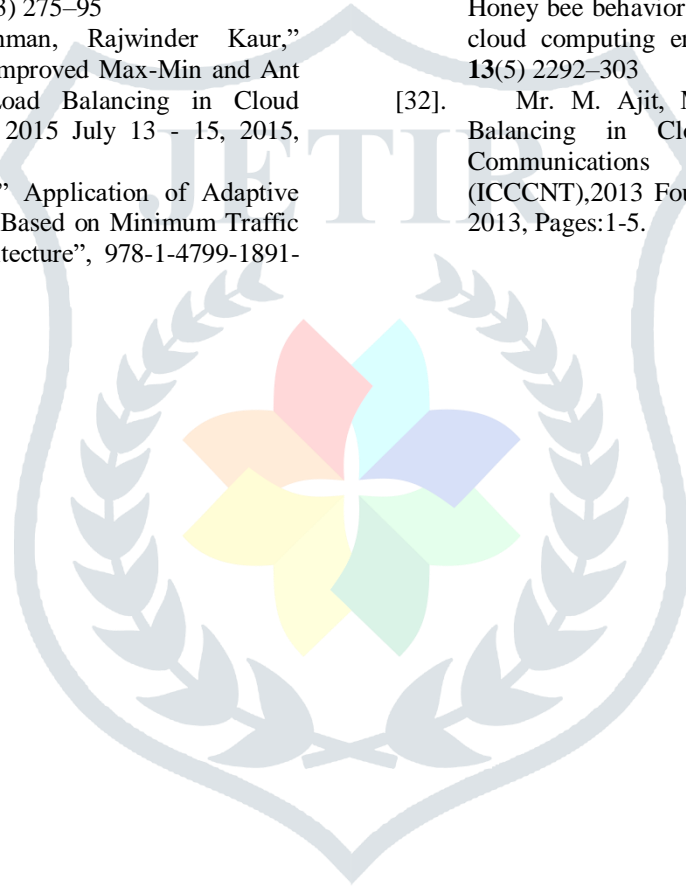 3) 275–95
nman, Rajwinder Kaur,”
mproved Max-Min and Ant
oad Balancing in Cloud
2015 July 13 - 15, 2015,
” Application of Adaptive
Based on Minimum Traffic
tecture”, 978-1-4799-1891-
Honey bee behavior
cloud computing en
13(5) 2292–303
[32]. Mr. M. Ajit, M
Balancing in Clo
Communications
(ICCCNT),2013 Fou
2013, Pages:1-5.
JETIR